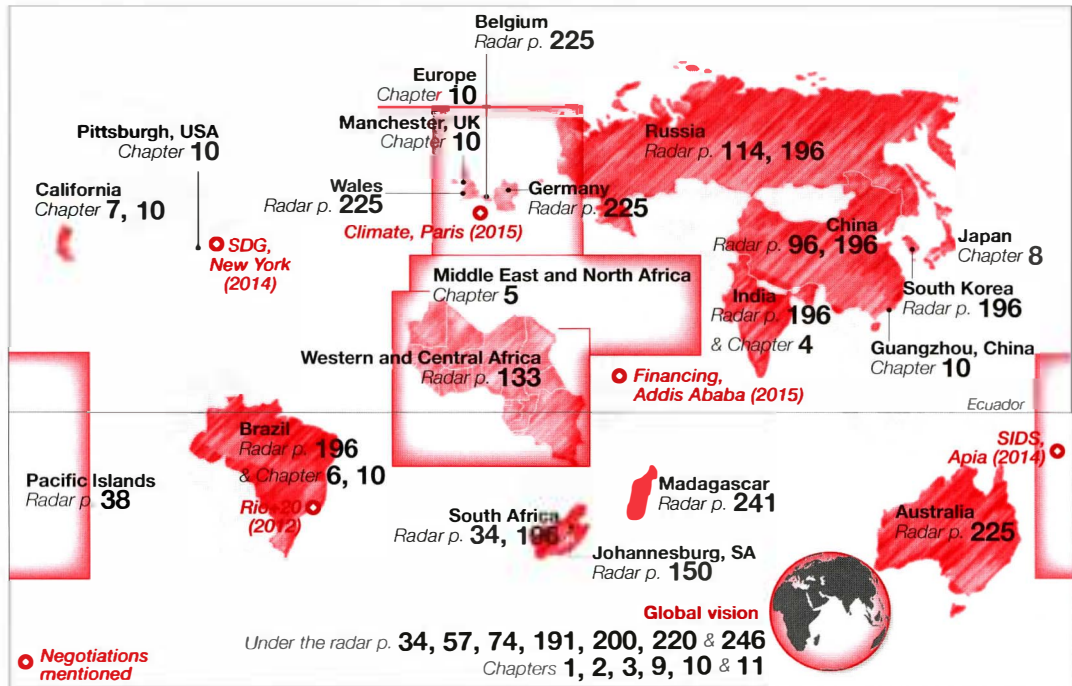 Belgium
Radar p. 225
Europe
Chapter 10
Manchester, UK
Chapter 10
Pittsburgh, USA
Chapter 10
California
Chapter 7, 10
Wales
Radar p. 225
Germany
Radar p. 225
Russia
Radar p. 114, 196
Climate, Paris (2015)
SDG,
New York
(2014)
China
Radar p. 96, 196
Japan
Chapter 8
South Korea
Radar p. 196
Middle East and North Africa
Chapter 5
India
Radar p. 196
& Chapter 4
Guangzhou, China
Chapter 10
Western and Central Africa
Radar p. 133
Financing,
Addis Ababa (2015)
Ecuador
Brazil
Radar p. 196
& Chapter 6, 10
SIDS,
Apia (2014)
Pacific Islands
Radar p. 38
Rio+20
(2012)
South Africa
Radar p. 34, 196
Madagascar
Radar p. 241
Australia
Radar p. 225
Johannesburg, SA
Radar p. 150
Global vision
Under the radar p. 34, 57, 74, 191, 200, 220 & 246
Chapters 1, 2, 3, 9, 10 & 11
Negotiations
mentioned